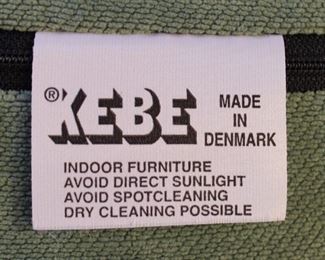 ® KEBE
MADE
IN
DENMARK
INDOOR FURNITURE
AVOID DIRECT SUNLIGHT
AVOID SPOTCLEANING
DRY CLEANING POSSIBLE